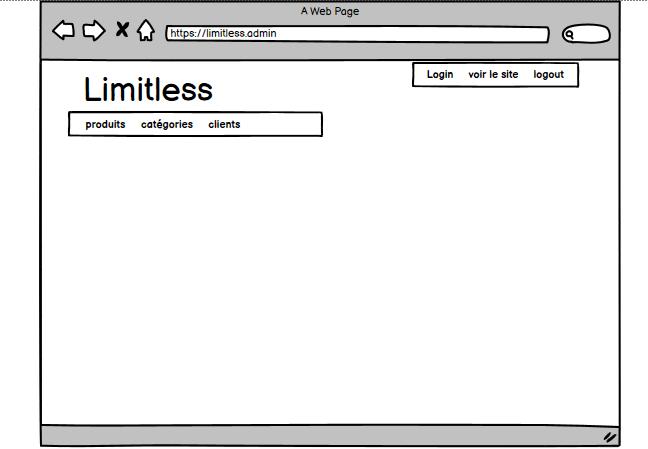 A Web Page
https://limitless.admin
Login voir le site logout
Limitless
produits catégories clients